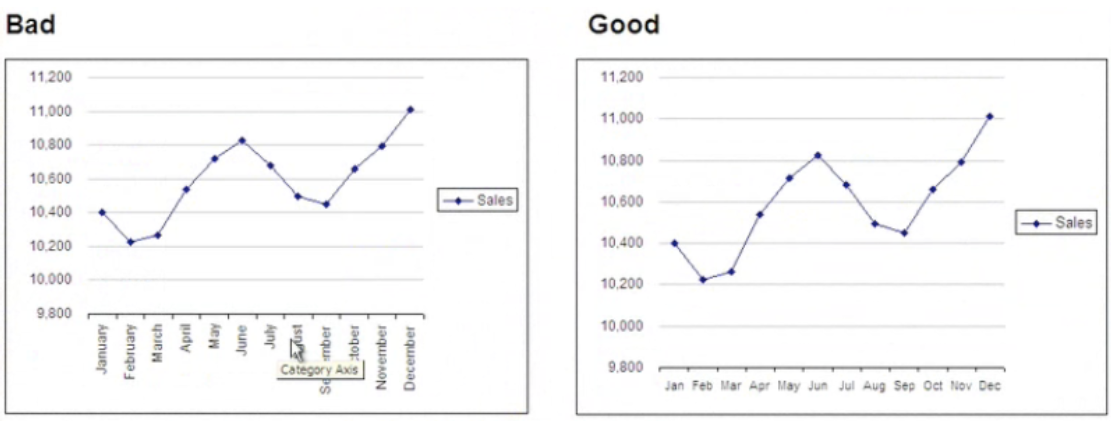 Bad
11,200
11,000
10,800
10,600
10,400
10,200
10,000
9,800
January
February
March
April
May
June
July
November
December
Category Axis
Sales
Good
11,200
11,000
10,800
10,600
10,400
10,200
10,000
9,800
Jan Feb Mar Apr May Jun Jul Aug Sep Oct Nov Dec
Sales